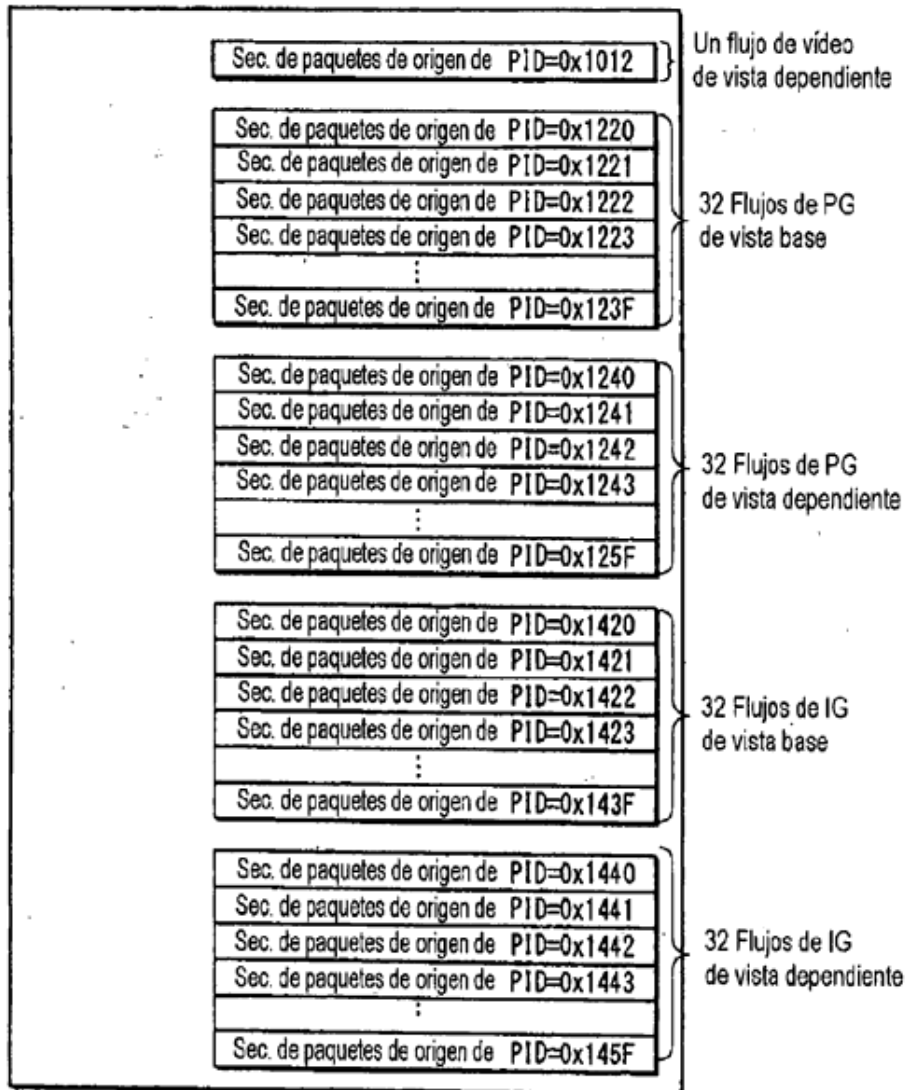 Sec. de paquetes de origen de PID=0x1012
Un flujo de vídeo
de vista dependiente
Sec. de paquetes de origen de PID=0x1220
Sec. de paquetes de origen de PID=0x1221
Sec. de paquetes de origen de PID=0x1222
Sec. de paquetes de origen de PID=0x1223
⋮
Sec. de paquetes de origen de PID=0x123F
32 Flujos de PG
de vista base
Sec. de paquetes de origen de PID=0x1240
Sec. de paquetes de origen de PID=0x1241
Sec. de paquetes de origen de PID=0x1242
Sec. de paquetes de origen de PID=0x1243
⋮
Sec. de paquetes de origen de PID=0x125F
32 Flujos de PG
de vista dependiente
Sec. de paquetes de origen de PID=0x1420
Sec. de paquetes de origen de PID=0x1421
Sec. de paquetes de origen de PID=0x1422
Sec. de paquetes de origen de PID=0x1423
⋮
Sec. de paquetes de origen de PID=0x143F
32 Flujos de IG
de vista base
Sec. de paquetes de origen de PID=0x1440
Sec. de paquetes de origen de PID=0x1441
Sec. de paquetes de origen de PID=0x1442
Sec. de paquetes de origen de PID=0x1443
⋮
Sec. de paquetes de origen de PID=0x145F
32 Flujos de IG
de vista dependiente